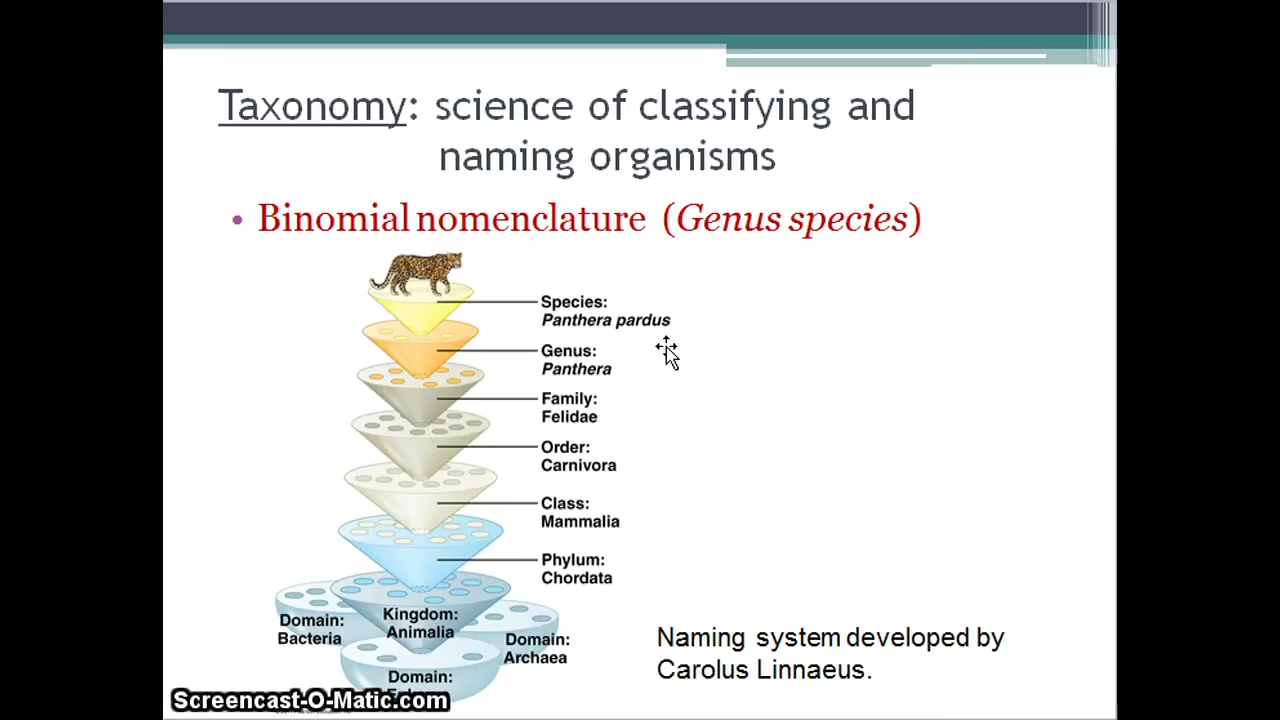 Taxonomy: science of classifying and
naming organisms
• Binomial nomenclature (Genus species)
Species:
Panthera pardus
Genus:
Panthera
Family:
Felidae
Order:
Carnivora
Class:
Mammalia
Phylum:
Chordata
Kingdom:
Animalia
Domain:
Bacteria
Domain:
Archaea
Domain:
Naming system developed by
Carolus Linnaeus.
Screencast-O-Matic.com